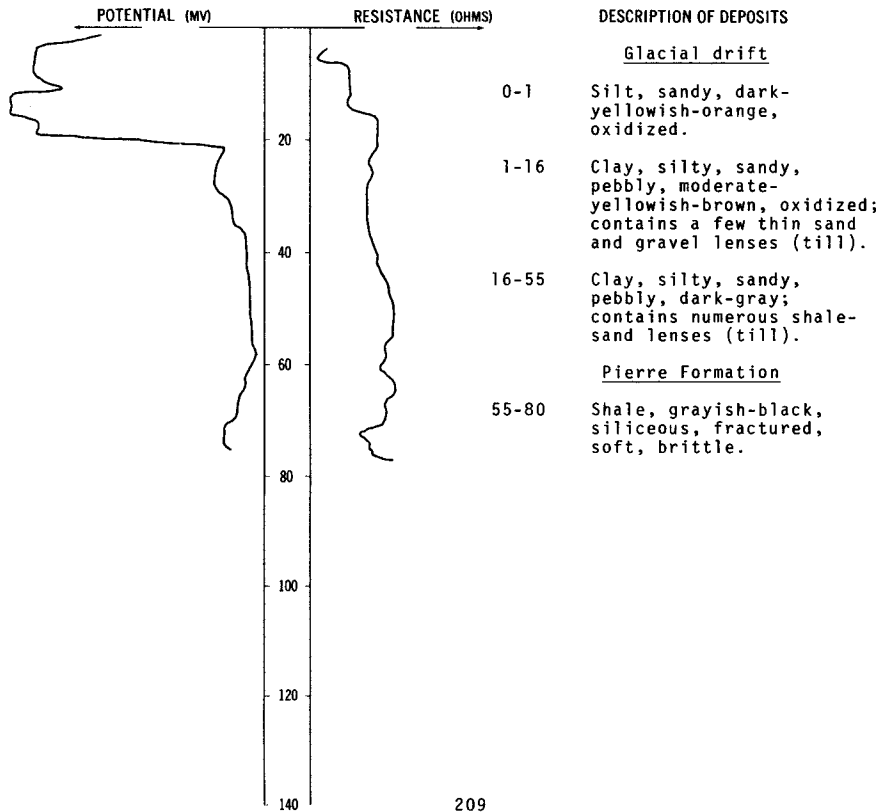 POTENTIAL (MV) RESISTANCE (OHMS) DESCRIPTION OF DEPOSITS
Glacial drift
0-1 Silt, sandy, dark-
yellowish-orange,
oxidized.
1-16 Clay, silty, sandy,
pebbly, moderate-
yellowish-brown, oxidized;
contains a few thin sand
and gravel lenses (till).
16-55 Clay, silty, sandy,
pebbly, dark-gray;
contains numerous shale-
sand lenses (till).
Pierre Formation
55-80 Shale, grayish-black,
siliceous, fractured,
soft, brittle.
20
40
60
80
100
120
140
209